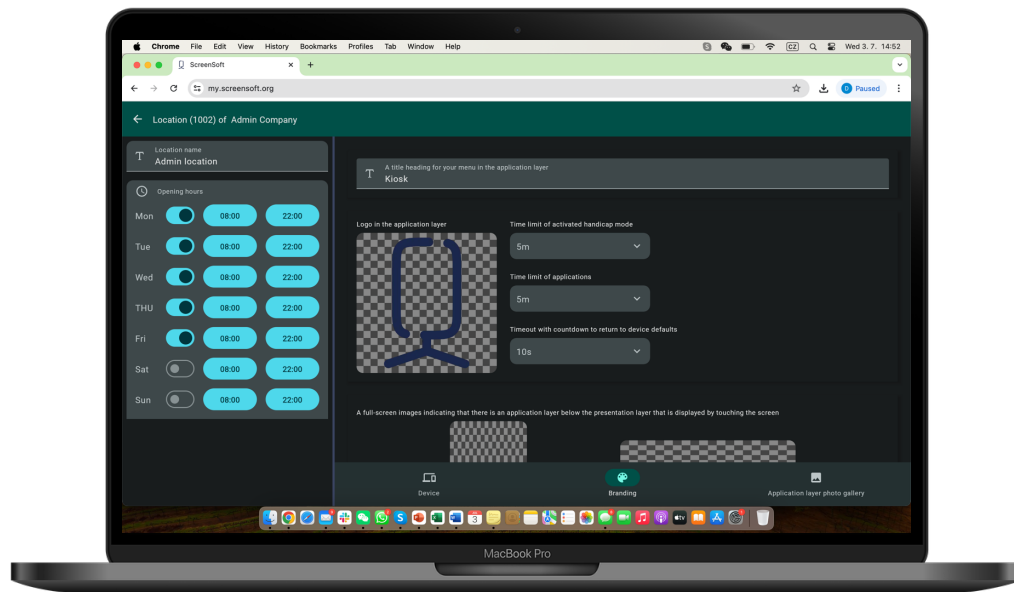 Chrome File Edit View History Bookmarks Profiles Tab Window Help CZ Wed 3. 7. 14:52
ScreenSoft
my.screensoft.org D Paused
Location (1002) of Admin Company
Location name
Admin location
Opening hours
Mon 08:00 22:00
Tue 08:00 22:00
Wed 08:00 22:00
THU 08:00 22:00
Fri 08:00 22:00
Sat 08:00 22:00
Sun 08:00 22:00
A title heading for your menu in the application layer
Kiosk
Logo in the application layer
Time limit of activated handicap mode
5m
Time limit of applications
5m
Timeout with countdown to return to device defaults
10s
A full-screen images indicating that there is an application layer below the presentation layer that is displayed by touching the screen
Device
Branding
Application layer photo gallery
3
tv
MacBook Pro